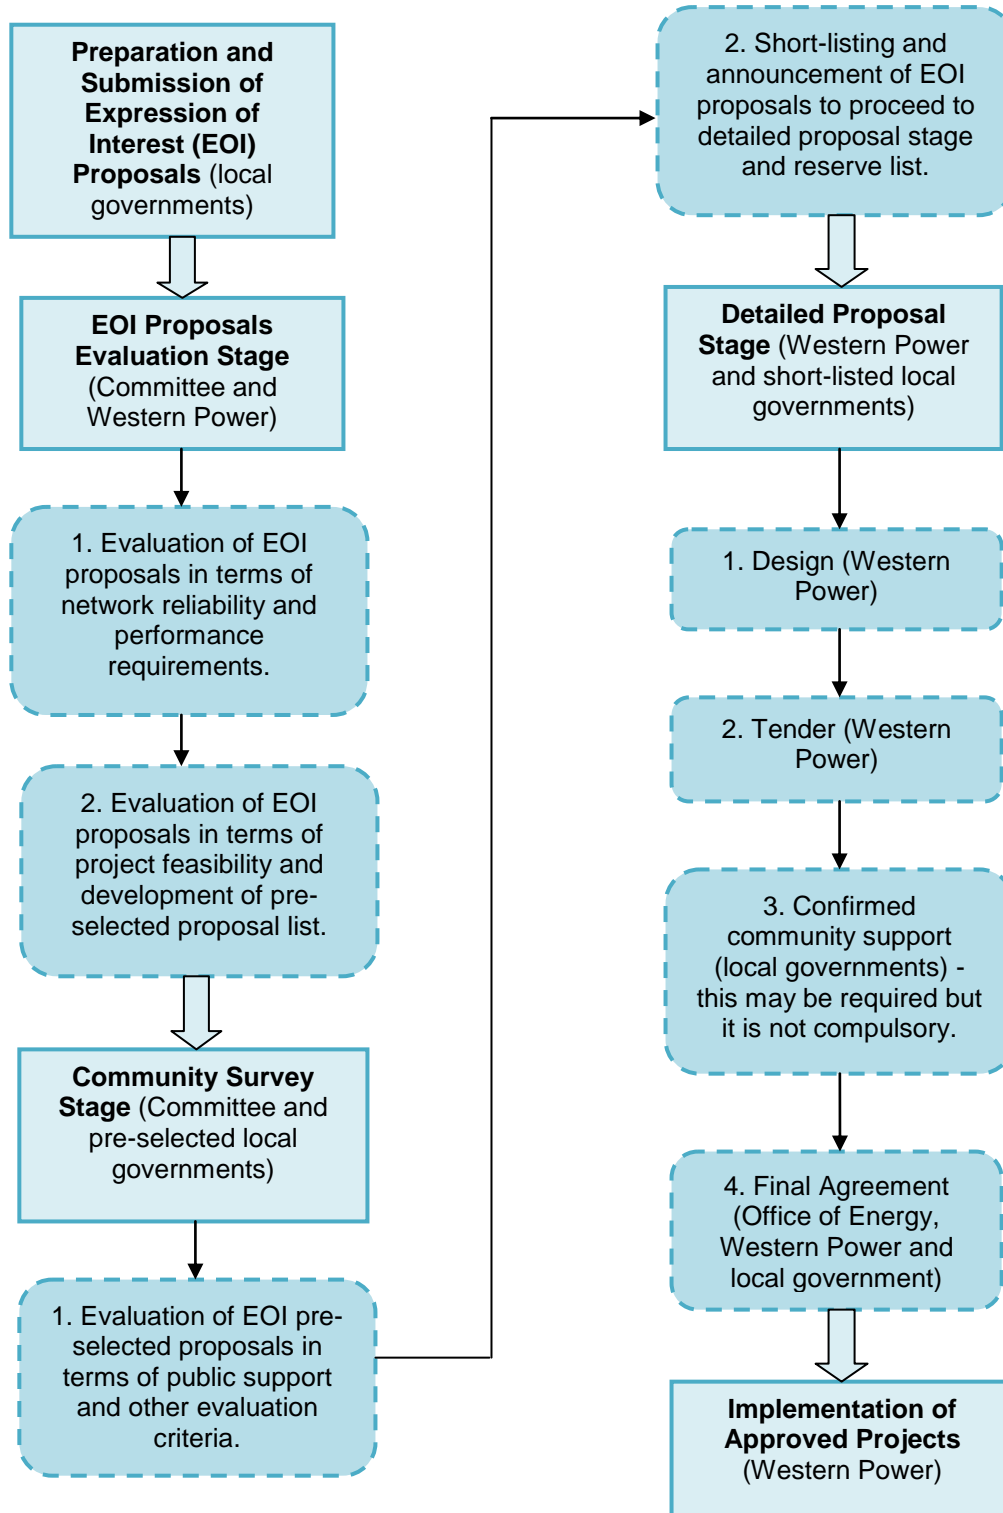 Preparation and
Submission of
Expression of
Interest (EOI)
Proposals (local
governments)
EOI Proposals
Evaluation Stage
(Committee and
Western Power)
1. Evaluation of EOI
proposals in terms of
network reliability and
performance
requirements.
2. Evaluation of EOI
proposals in terms of
project feasibility and
development of pre-
selected proposal list.
Community Survey
Stage (Committee and
pre-selected local
governments)
1. Evaluation of EOI pre-
selected proposals in
terms of public support
and other evaluation
criteria.
2. Short-listing and
announcement of EOI
proposals to proceed to
detailed proposal stage
and reserve list.
Detailed Proposal
Stage (Western Power
and short-listed local
governments)
1. Design (Western
Power)
2. Tender (Western
Power)
3. Confirmed
community support
(local governments) -
this may be required but
it is not compulsory.
4. Final Agreement
(Office of Energy,
Western Power and
local government)
Implementation of
Approved Projects
(Western Power)